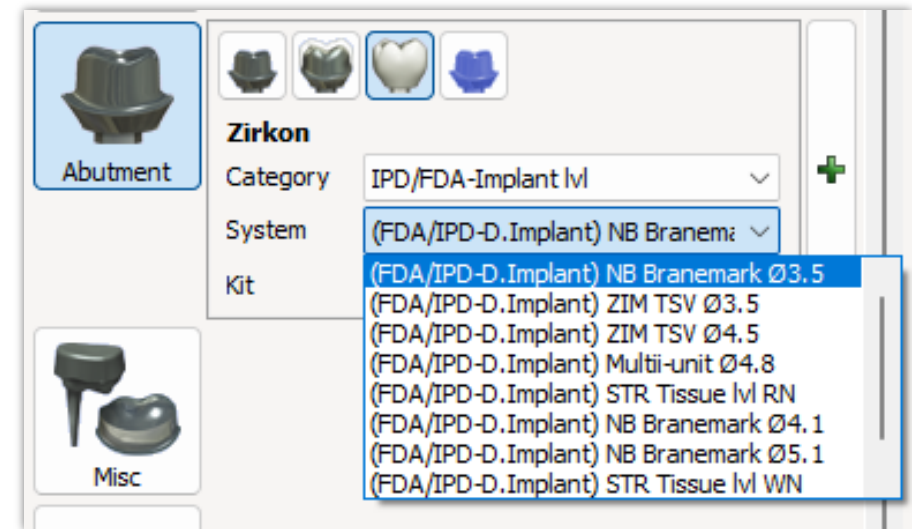 Abutment
Zirkon
Category IPD/FDA-Implant lvl
System (FDA/IPD-D.Implant) NB Branema
Kit
(FDA/IPD-D.Implant) NB Branemark Ø3.5
(FDA/IPD-D.Implant) ZIM TSV Ø3.5
(FDA/IPD-D.Implant) ZIM TSV Ø4.5
(FDA/IPD-D.Implant) Multii-unit Ø4.8
(FDA/IPD-D.Implant) STR Tissue lvl RN
(FDA/IPD-D.Implant) NB Branemark Ø4.1
(FDA/IPD-D.Implant) NB Branemark Ø5.1
(FDA/IPD-D.Implant) STR Tissue lvl WN
Misc